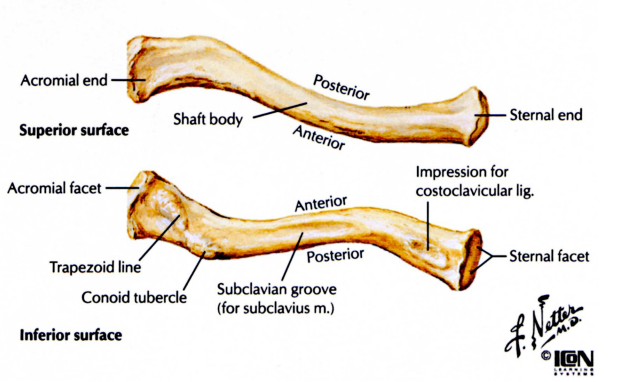 Acromial end
Posterior
Shaft body
Anterior
Sternal end
Superior surface
Acromial facet
Impression for
costoclavicular lig.
Anterior
Trapezoid line
Posterior
Sternal facet
Conoid tubercle
Subclavian groove
(for subclavius m.)
Inferior surface
f. Netter
M.D.
© ICON
LEARNING
SYSTEMS